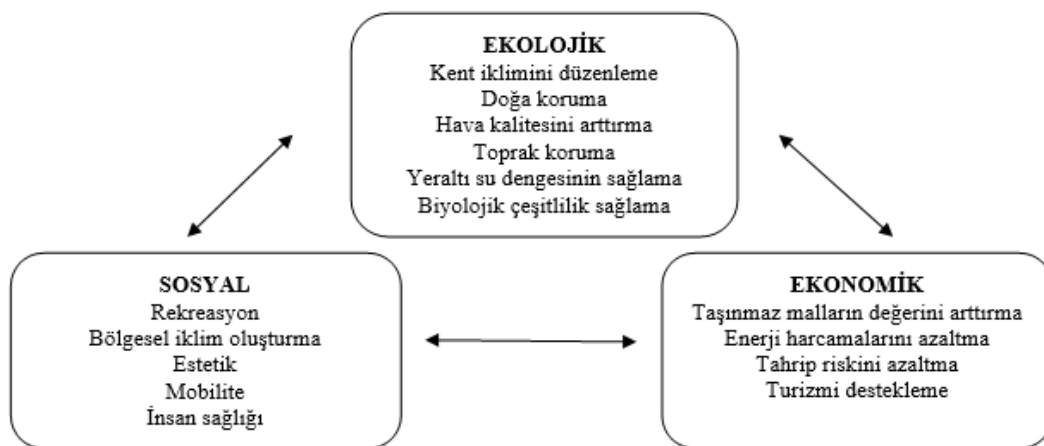 EKOLOJİK
Kent iklimini düzenleme
Doğa koruma
Hava kalitesini arttırma
Toprak koruma
Yeraltı su dengesinin sağlama
Biyolojik çeşitlilik sağlama
SOSYAL
Rekreasyon
Bölgesel iklim oluşturma
Estetik
Mobilite
İnsan sağlığı
EKONOMİK
Taşınmaz malların değerini arttırma
Enerji harcamalarını azaltma
Tahrip riskini azaltma
Turizmi destekleme